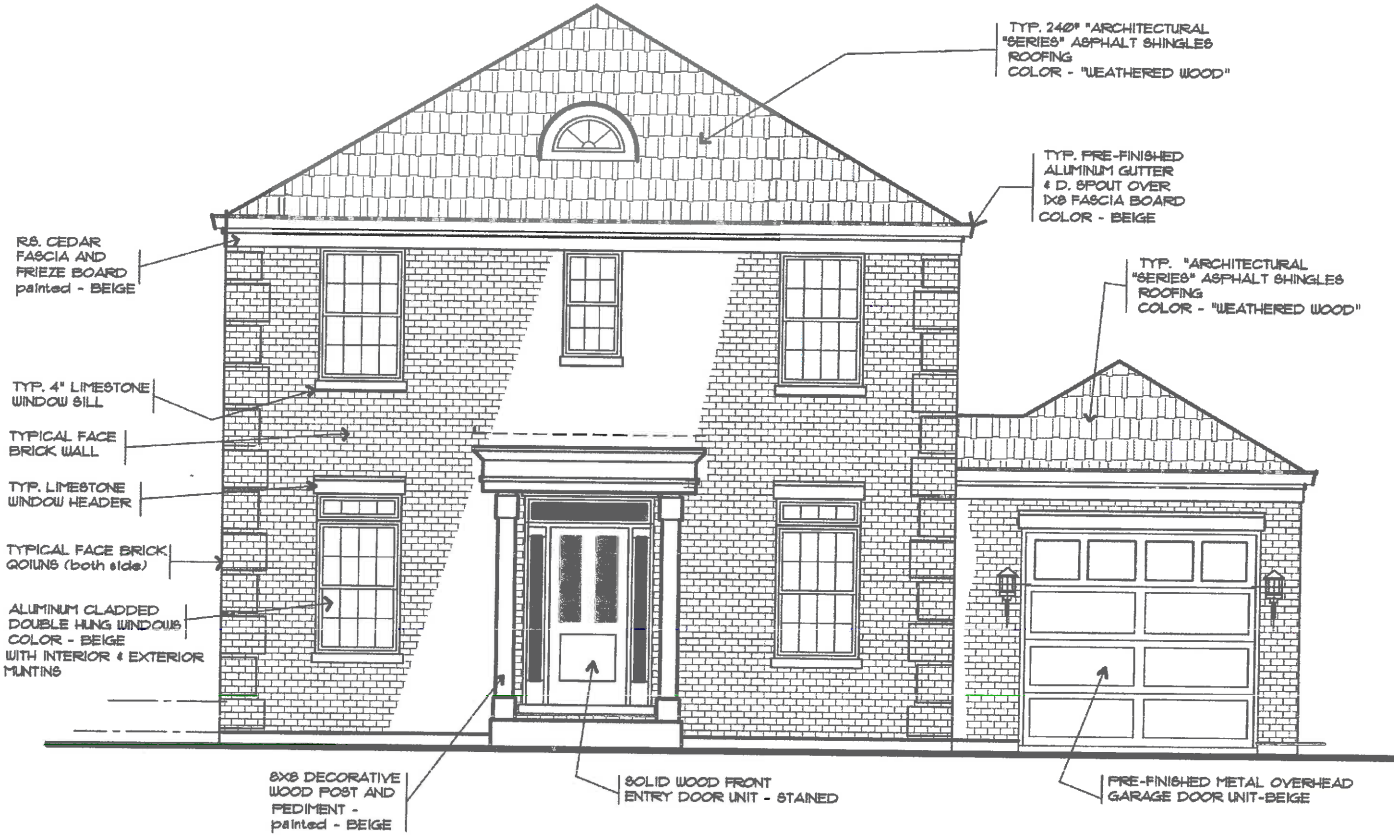 TYP. 240# "ARCHITECTURAL
"SERIES" ASPHALT SHINGLES
ROOFING
COLOR - "WEATHERED WOOD"
TYP. PRE-FINISHED
ALUMINUM GUTTER
& D. SPOUT OVER
1X8 FASCIA BOARD
COLOR - BEIGE
R.S. CEDAR
FASCIA AND
FRIEZE BOARD
painted - BEIGE
TYP. "ARCHITECTURAL
"SERIES" ASPHALT SHINGLES
ROOFING
COLOR - "WEATHERED WOOD"
TYP. 4" LIMESTONE
WINDOW SILL
TYPICAL FACE
BRICK WALL
TYP. LIMESTONE
WINDOW HEADER
TYPICAL FACE BRICK
QOIUNS (both side)
ALUMINUM CLADDED
DOUBLE HUNG WINDOWS
COLOR - BEIGE
WITH INTERIOR & EXTERIOR
MUNTINS
8X8 DECORATIVE
WOOD POST AND
PEDIMENT -
painted - BEIGE
SOLID WOOD FRONT
ENTRY DOOR UNIT - STAINED
PRE-FINISHED METAL OVERHEAD
GARAGE DOOR UNIT-BEIGE